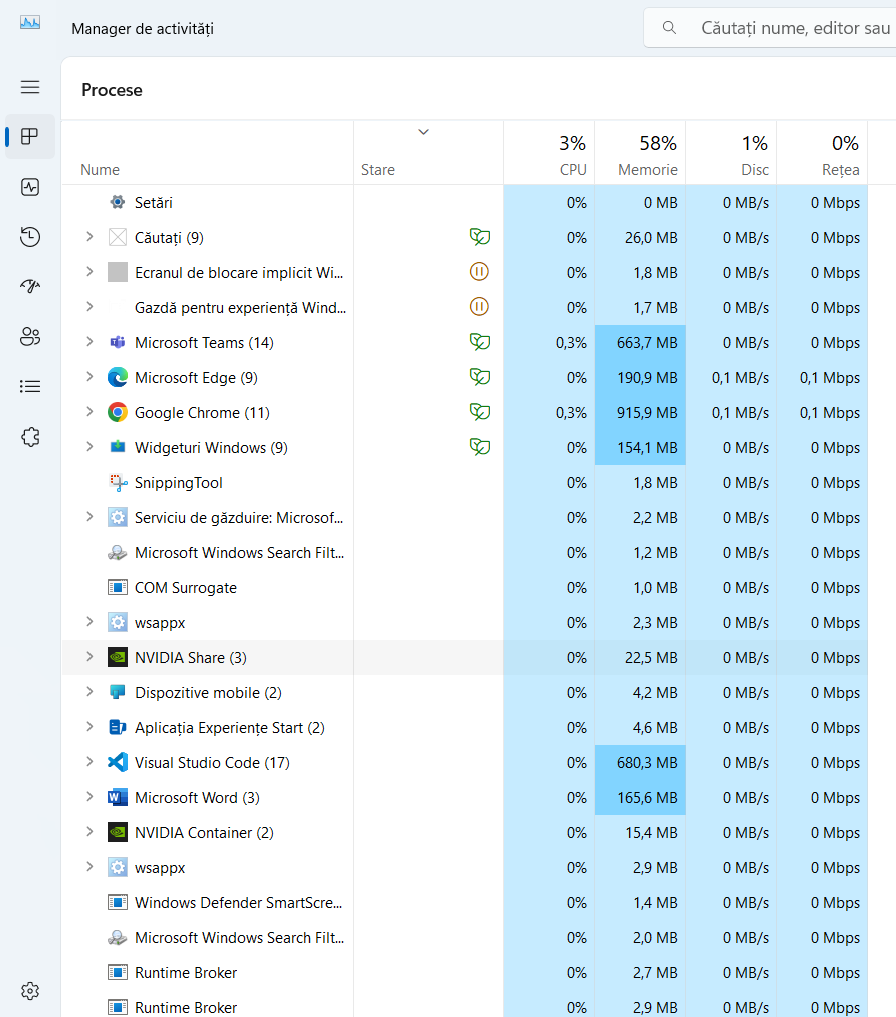 Manager de activități
Căutați nume, editor sau
Procese
3% 58% 1% 0%
Nume Stare CPU Memorie Disc Rețea
Setări 0% 0 MB 0 MB/s 0 Mbps
Căutați (9) 0% 26,0 MB 0 MB/s 0 Mbps
Ecranul de blocare implicit Wi... 0% 1,8 MB 0 MB/s 0 Mbps
Gazdă pentru experiență Wind... 0% 1,7 MB 0 MB/s 0 Mbps
Microsoft Teams (14) 0,3% 663,7 MB 0 MB/s 0 Mbps
Microsoft Edge (9) 0% 190,9 MB 0,1 MB/s 0,1 Mbps
Google Chrome (11) 0,3% 915,9 MB 0,1 MB/s 0,1 Mbps
Widgeturi Windows (9) 0% 154,1 MB 0 MB/s 0 Mbps
SnippingTool 0% 1,8 MB 0 MB/s 0 Mbps
Serviciu de găzduire: Microsof... 0% 2,2 MB 0 MB/s 0 Mbps
Microsoft Windows Search Filt... 0% 1,2 MB 0 MB/s 0 Mbps
COM Surrogate 0% 1,0 MB 0 MB/s 0 Mbps
wsappx 0% 2,3 MB 0 MB/s 0 Mbps
NVIDIA Share (3) 0% 22,5 MB 0 MB/s 0 Mbps
Dispozitive mobile (2) 0% 4,2 MB 0 MB/s 0 Mbps
Aplicația Experiențe Start (2) 0% 4,6 MB 0 MB/s 0 Mbps
Visual Studio Code (17) 0% 680,3 MB 0 MB/s 0 Mbps
Microsoft Word (3) 0% 165,6 MB 0 MB/s 0 Mbps
NVIDIA Container (2) 0% 15,4 MB 0 MB/s 0 Mbps
wsappx 0% 2,9 MB 0 MB/s 0 Mbps
Windows Defender SmartScre... 0% 1,4 MB 0 MB/s 0 Mbps
Microsoft Windows Search Filt... 0% 2,0 MB 0 MB/s 0 Mbps
Runtime Broker 0% 2,7 MB 0 MB/s 0 Mbps
Runtime Broker 0% 2,9 MB 0 MB/s 0 Mbps